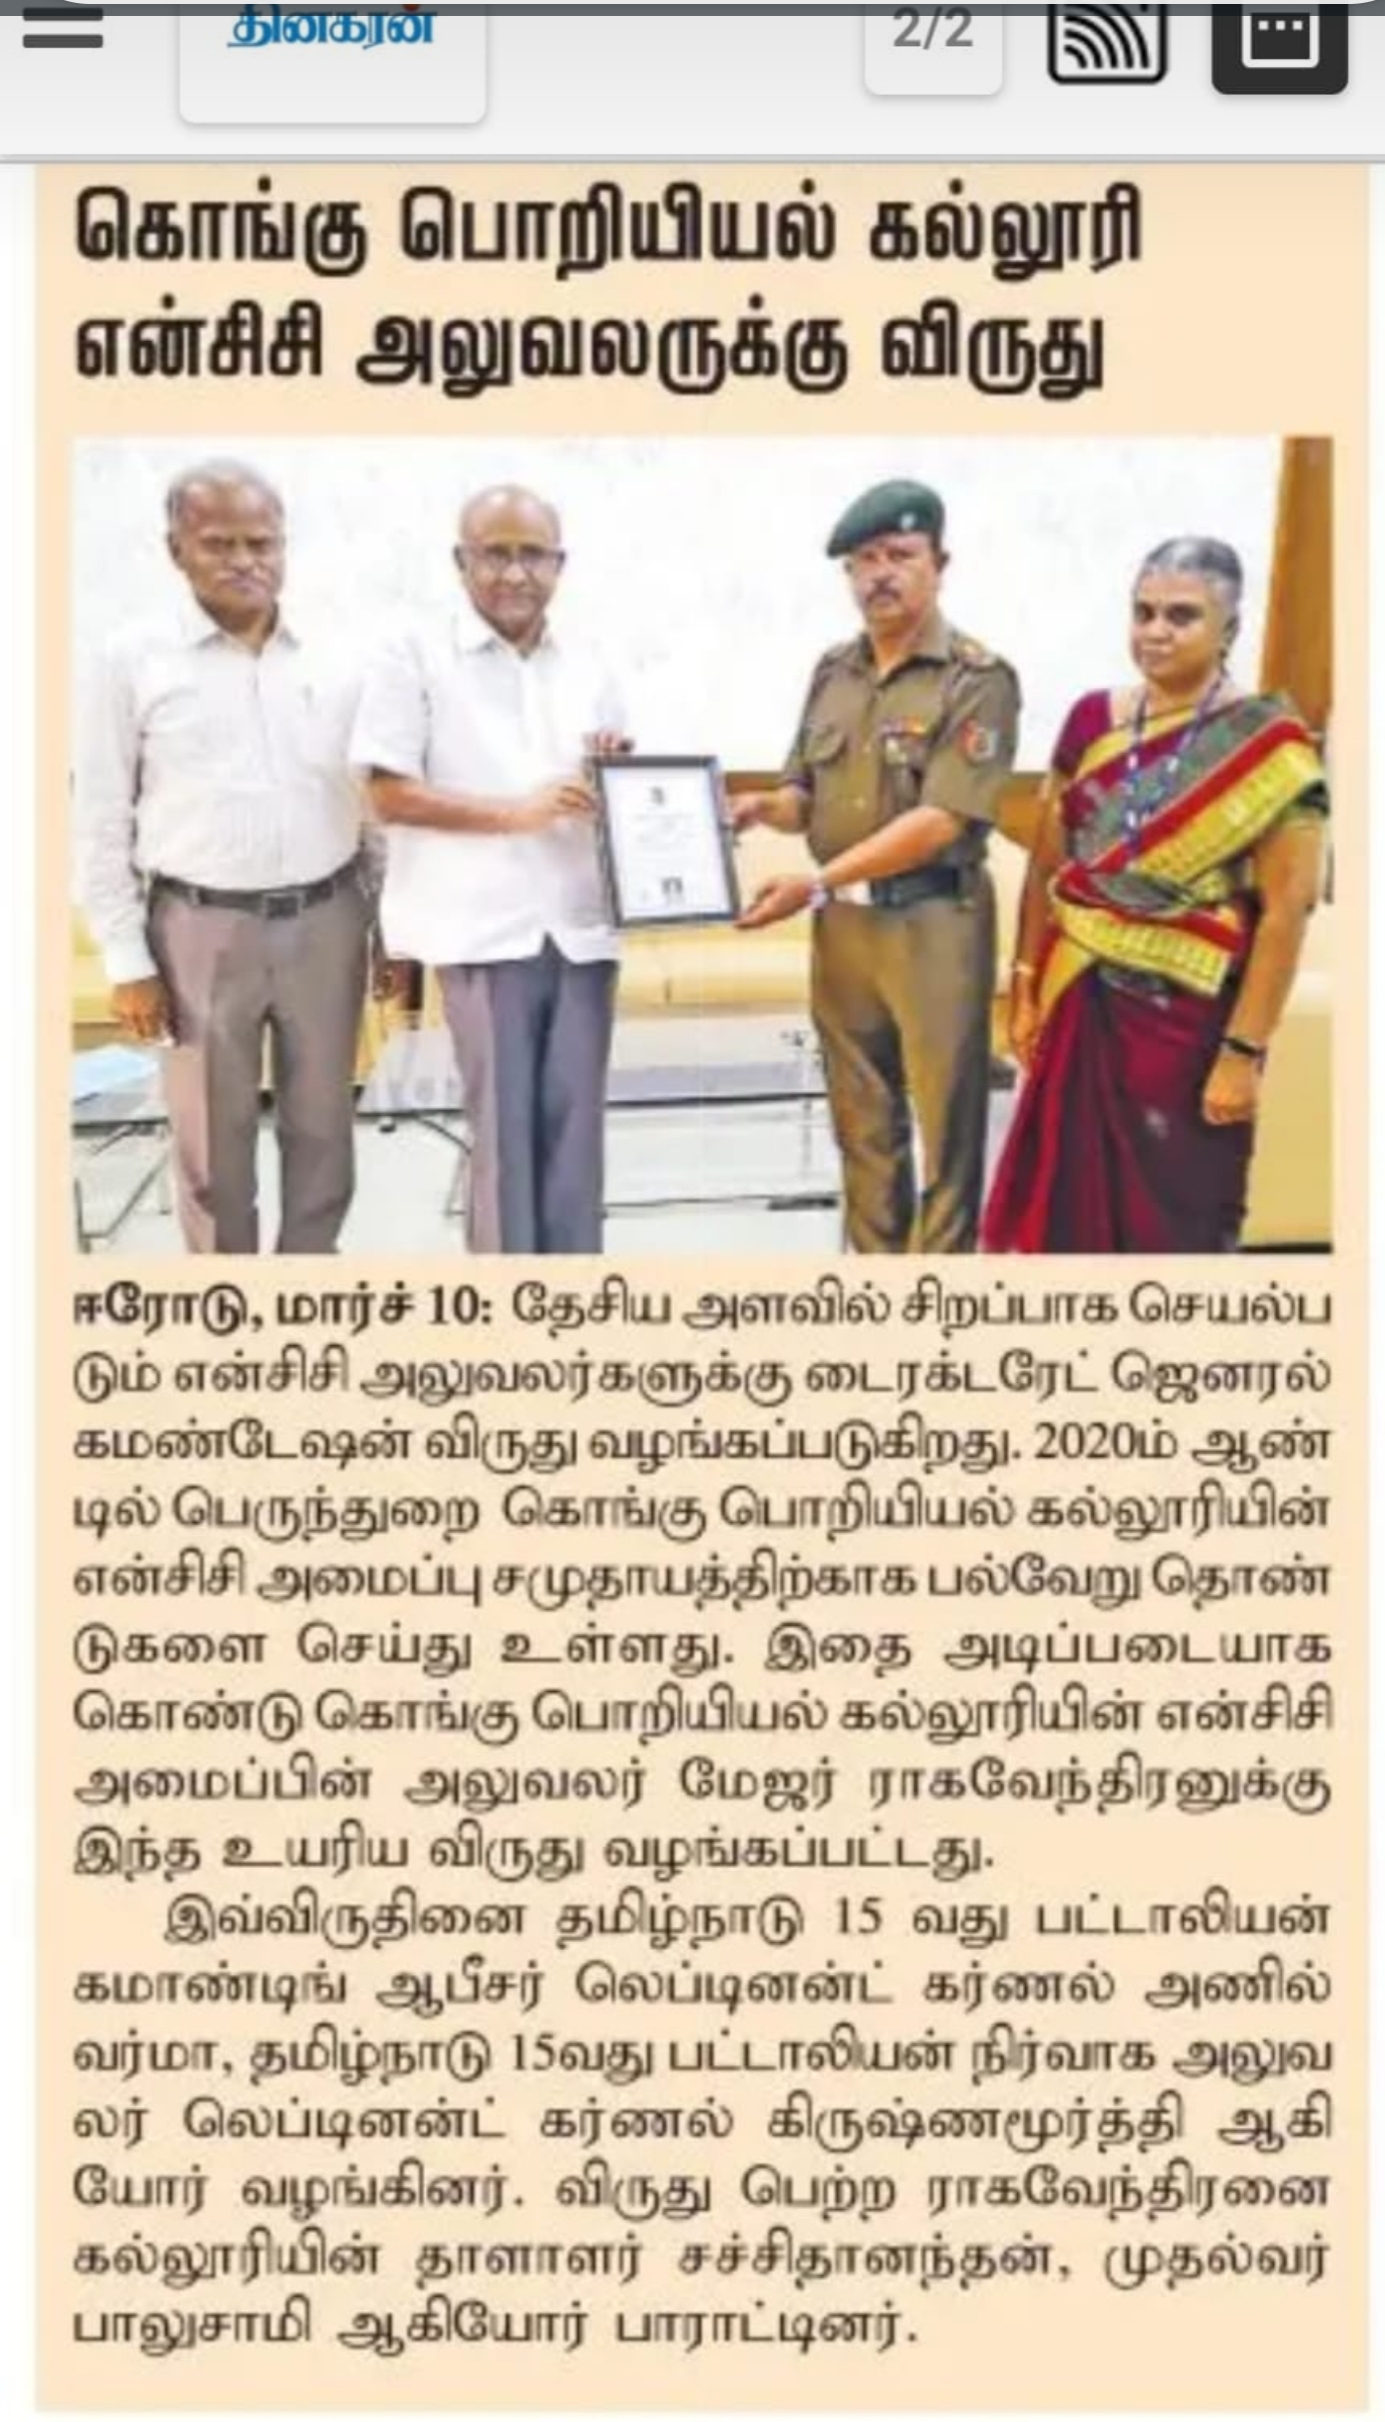 தினகரன்
2/2
கொங்கு பொறியியல் கல்லூரி
என்சிசி அலுவலருக்கு விருது
ஈரோடு, மார்ச் 10: தேசிய அளவில் சிறப்பாக செயல்ப
டும் என்சிசி அலுவலர்களுக்கு டைரக்டரேட் ஜெனரல்
கமண்டேஷன் விருது வழங்கப்படுகிறது. 2020ம் ஆண்
டில் பெருந்துறை கொங்கு பொறியியல் கல்லூரியின்
என்சிசி அமைப்பு சமுதாயத்திற்காக பல்வேறு தொண்
டுகளை செய்து உள்ளது. இதை அடிப்படையாக
கொண்டு கொங்கு பொறியியல் கல்லூரியின் என்சிசி
அமைப்பின் அலுவலர் மேஜர் ராகவேந்திரனுக்கு
இந்த உயரிய விருது வழங்கப்பட்டது.
இவ்விருதினை தமிழ்நாடு 15 வது பட்டாலியன்
கமாண்டிங் ஆபீசர் லெப்டினன்ட் கர்ணல் அணில்
வர்மா, தமிழ்நாடு 15வது பட்டாலியன் நிர்வாக அலுவ
லர் லெப்டினன்ட் கர்ணல் கிருஷ்ணமூர்த்தி ஆகி
யோர் வழங்கினர். விருது பெற்ற ராகவேந்திரனை
கல்லூரியின் தாளாளர் சச்சிதானந்தன், முதல்வர்
பாலுசாமி ஆகியோர் பாராட்டினர்.